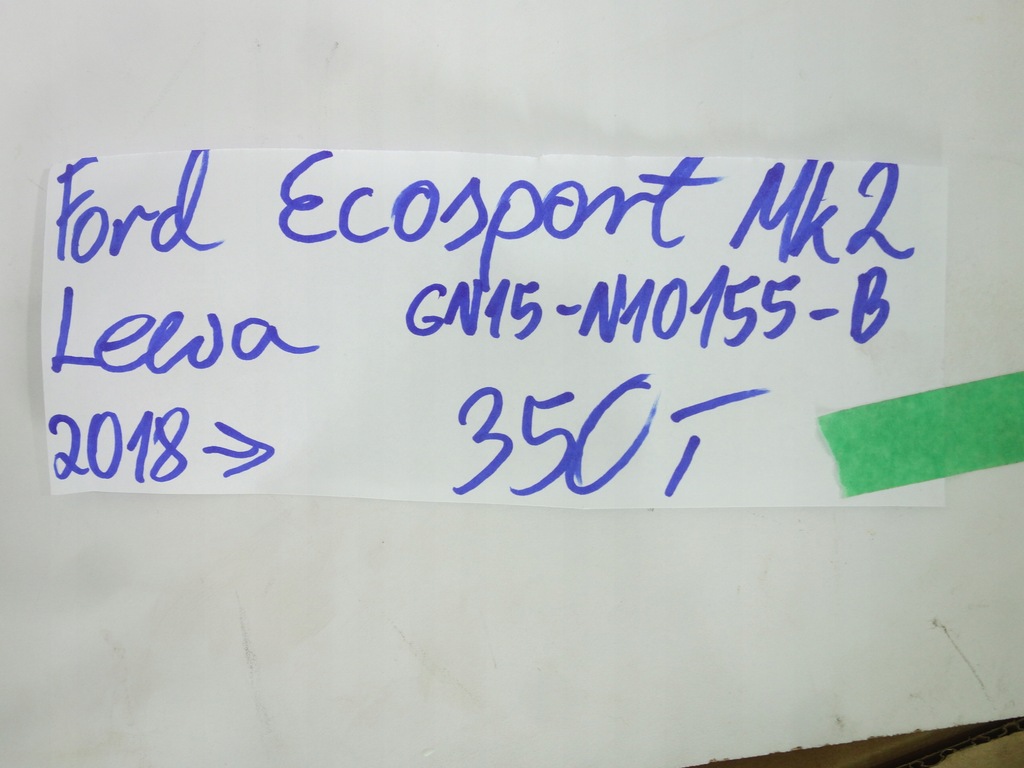 Ford Ecosport Mk2
Lewa GN15-N10155-B
2018 → 350T